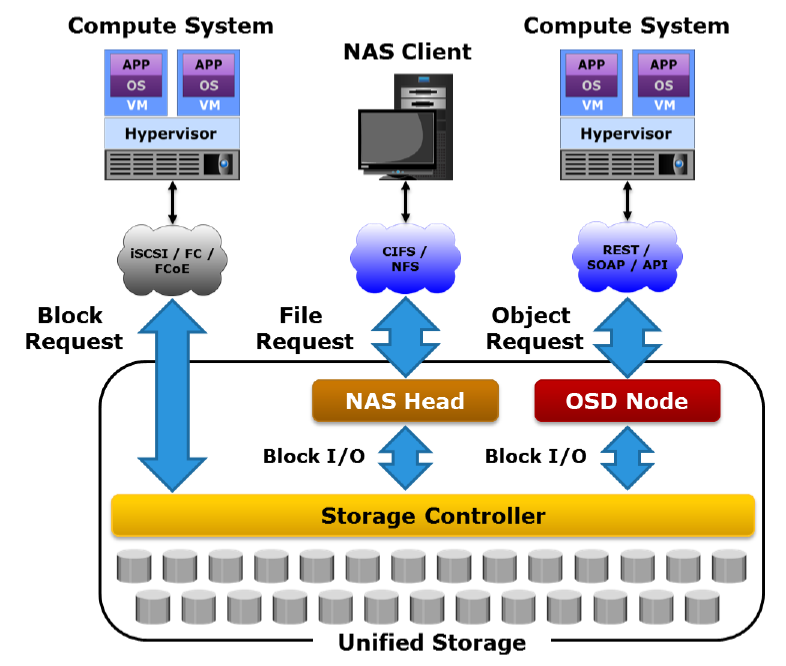 Compute System
NAS Client
Compute System
APP
APP
OS
OS
VM
VM
Hypervisor
APP
APP
OS
OS
VM
VM
Hypervisor
iSCSI / FC /
FCoE
CIFS /
NFS
REST /
SOAP / API
Block
Request
File
Request
Object
Request
NAS Head
OSD Node
Block I/O
Block I/O
Storage Controller
Unified Storage